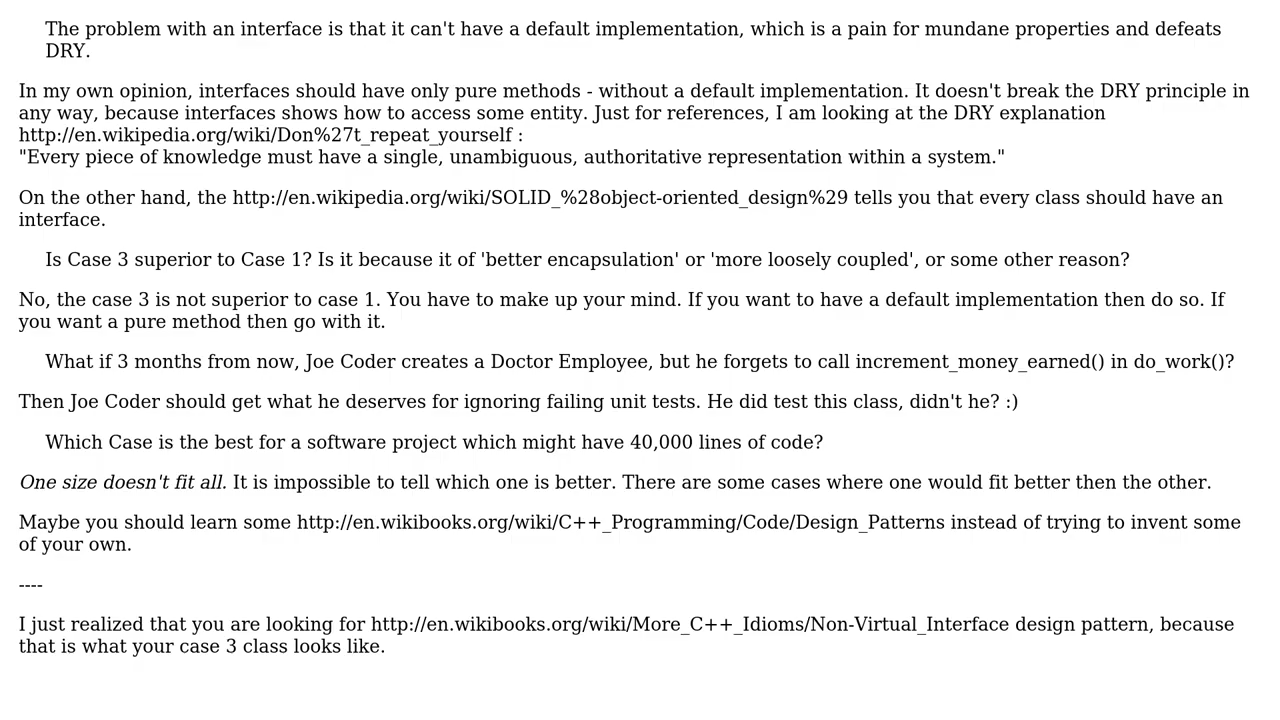 The problem with an interface is that it can't have a default implementation, which is a pain for mundane properties and defeats
DRY.
In my own opinion, interfaces should have only pure methods - without a default implementation. It doesn't break the DRY principle in
any way, because interfaces shows how to access some entity. Just for references, I am looking at the DRY explanation
http://en.wikipedia.org/wiki/Don%27t_repeat_yourself :
"Every piece of knowledge must have a single, unambiguous, authoritative representation within a system."
On the other hand, the http://en.wikipedia.org/wiki/SOLID_%28object-oriented_design%29 tells you that every class should have an
interface.
Is Case 3 superior to Case 1? Is it because it of 'better encapsulation' or 'more loosely coupled', or some other reason?
No, the case 3 is not superior to case 1. You have to make up your mind. If you want to have a default implementation then do so. If
you want a pure method then go with it.
What if 3 months from now, Joe Coder creates a Doctor Employee, but he forgets to call increment_money_earned() in do_work()?
Then Joe Coder should get what he deserves for ignoring failing unit tests. He did test this class, didn't he? :)
Which Case is the best for a software project which might have 40,000 lines of code?
One size doesn't fit all. It is impossible to tell which one is better. There are some cases where one would fit better then the other.
Maybe you should learn some http://en.wikibooks.org/wiki/C++_Programming/Code/Design_Patterns instead of trying to invent some
of your own.
----
I just realized that you are looking for http://en.wikibooks.org/wiki/More_C++_Idioms/Non-Virtual_Interface design pattern, because
that is what your case 3 class looks like.